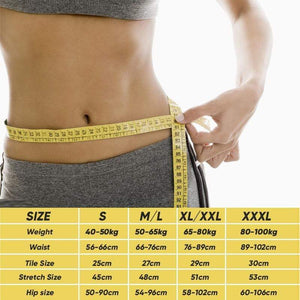 SIZE S M/L XL/XXL XXXL
Weight 40-50kg 50-65kg 65-80kg 80-100kg
Waist 56-66cm 66-76cm 76-89cm 89-102cm
Tile Size 25cm 27cm 29cm 30cm
Stretch Size 45cm 48cm 51cm 53cm
Hip size 50-90cm 54-96cm 58-102cm 60-106cm